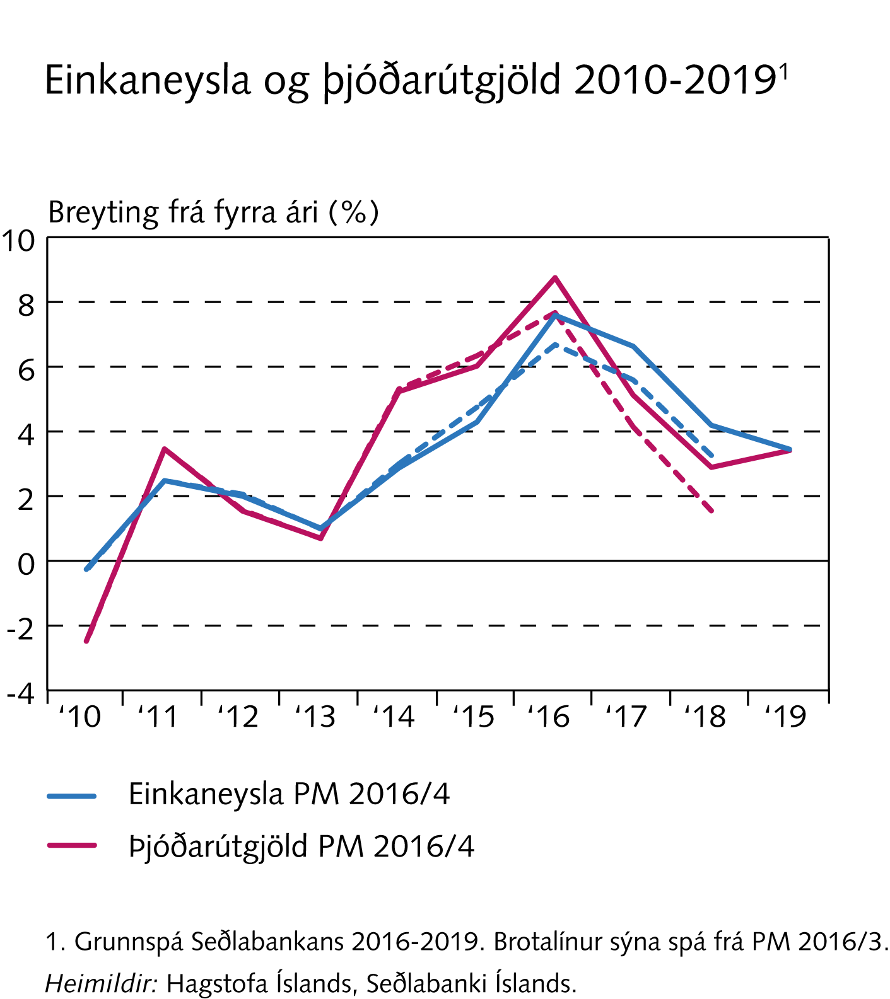 Einkaneysla og þjóðarútgjöld 2010-2019¹
Breyting frá fyrra ári (%)
10
8
6
4
2
0
-2
-4
‘10 ‘11 ‘12 ‘13 ‘14 ‘15 ‘16 ‘17 ‘18 ‘19
Einkaneysla PM 2016/4
Þjóðarútgjöld PM 2016/4
1. Grunnspá Seðlabankans 2016-2019. Brotalínur sýna spá frá PM 2016/3.
Heimildir: Hagstofa Íslands, Seðlabanki Íslands.